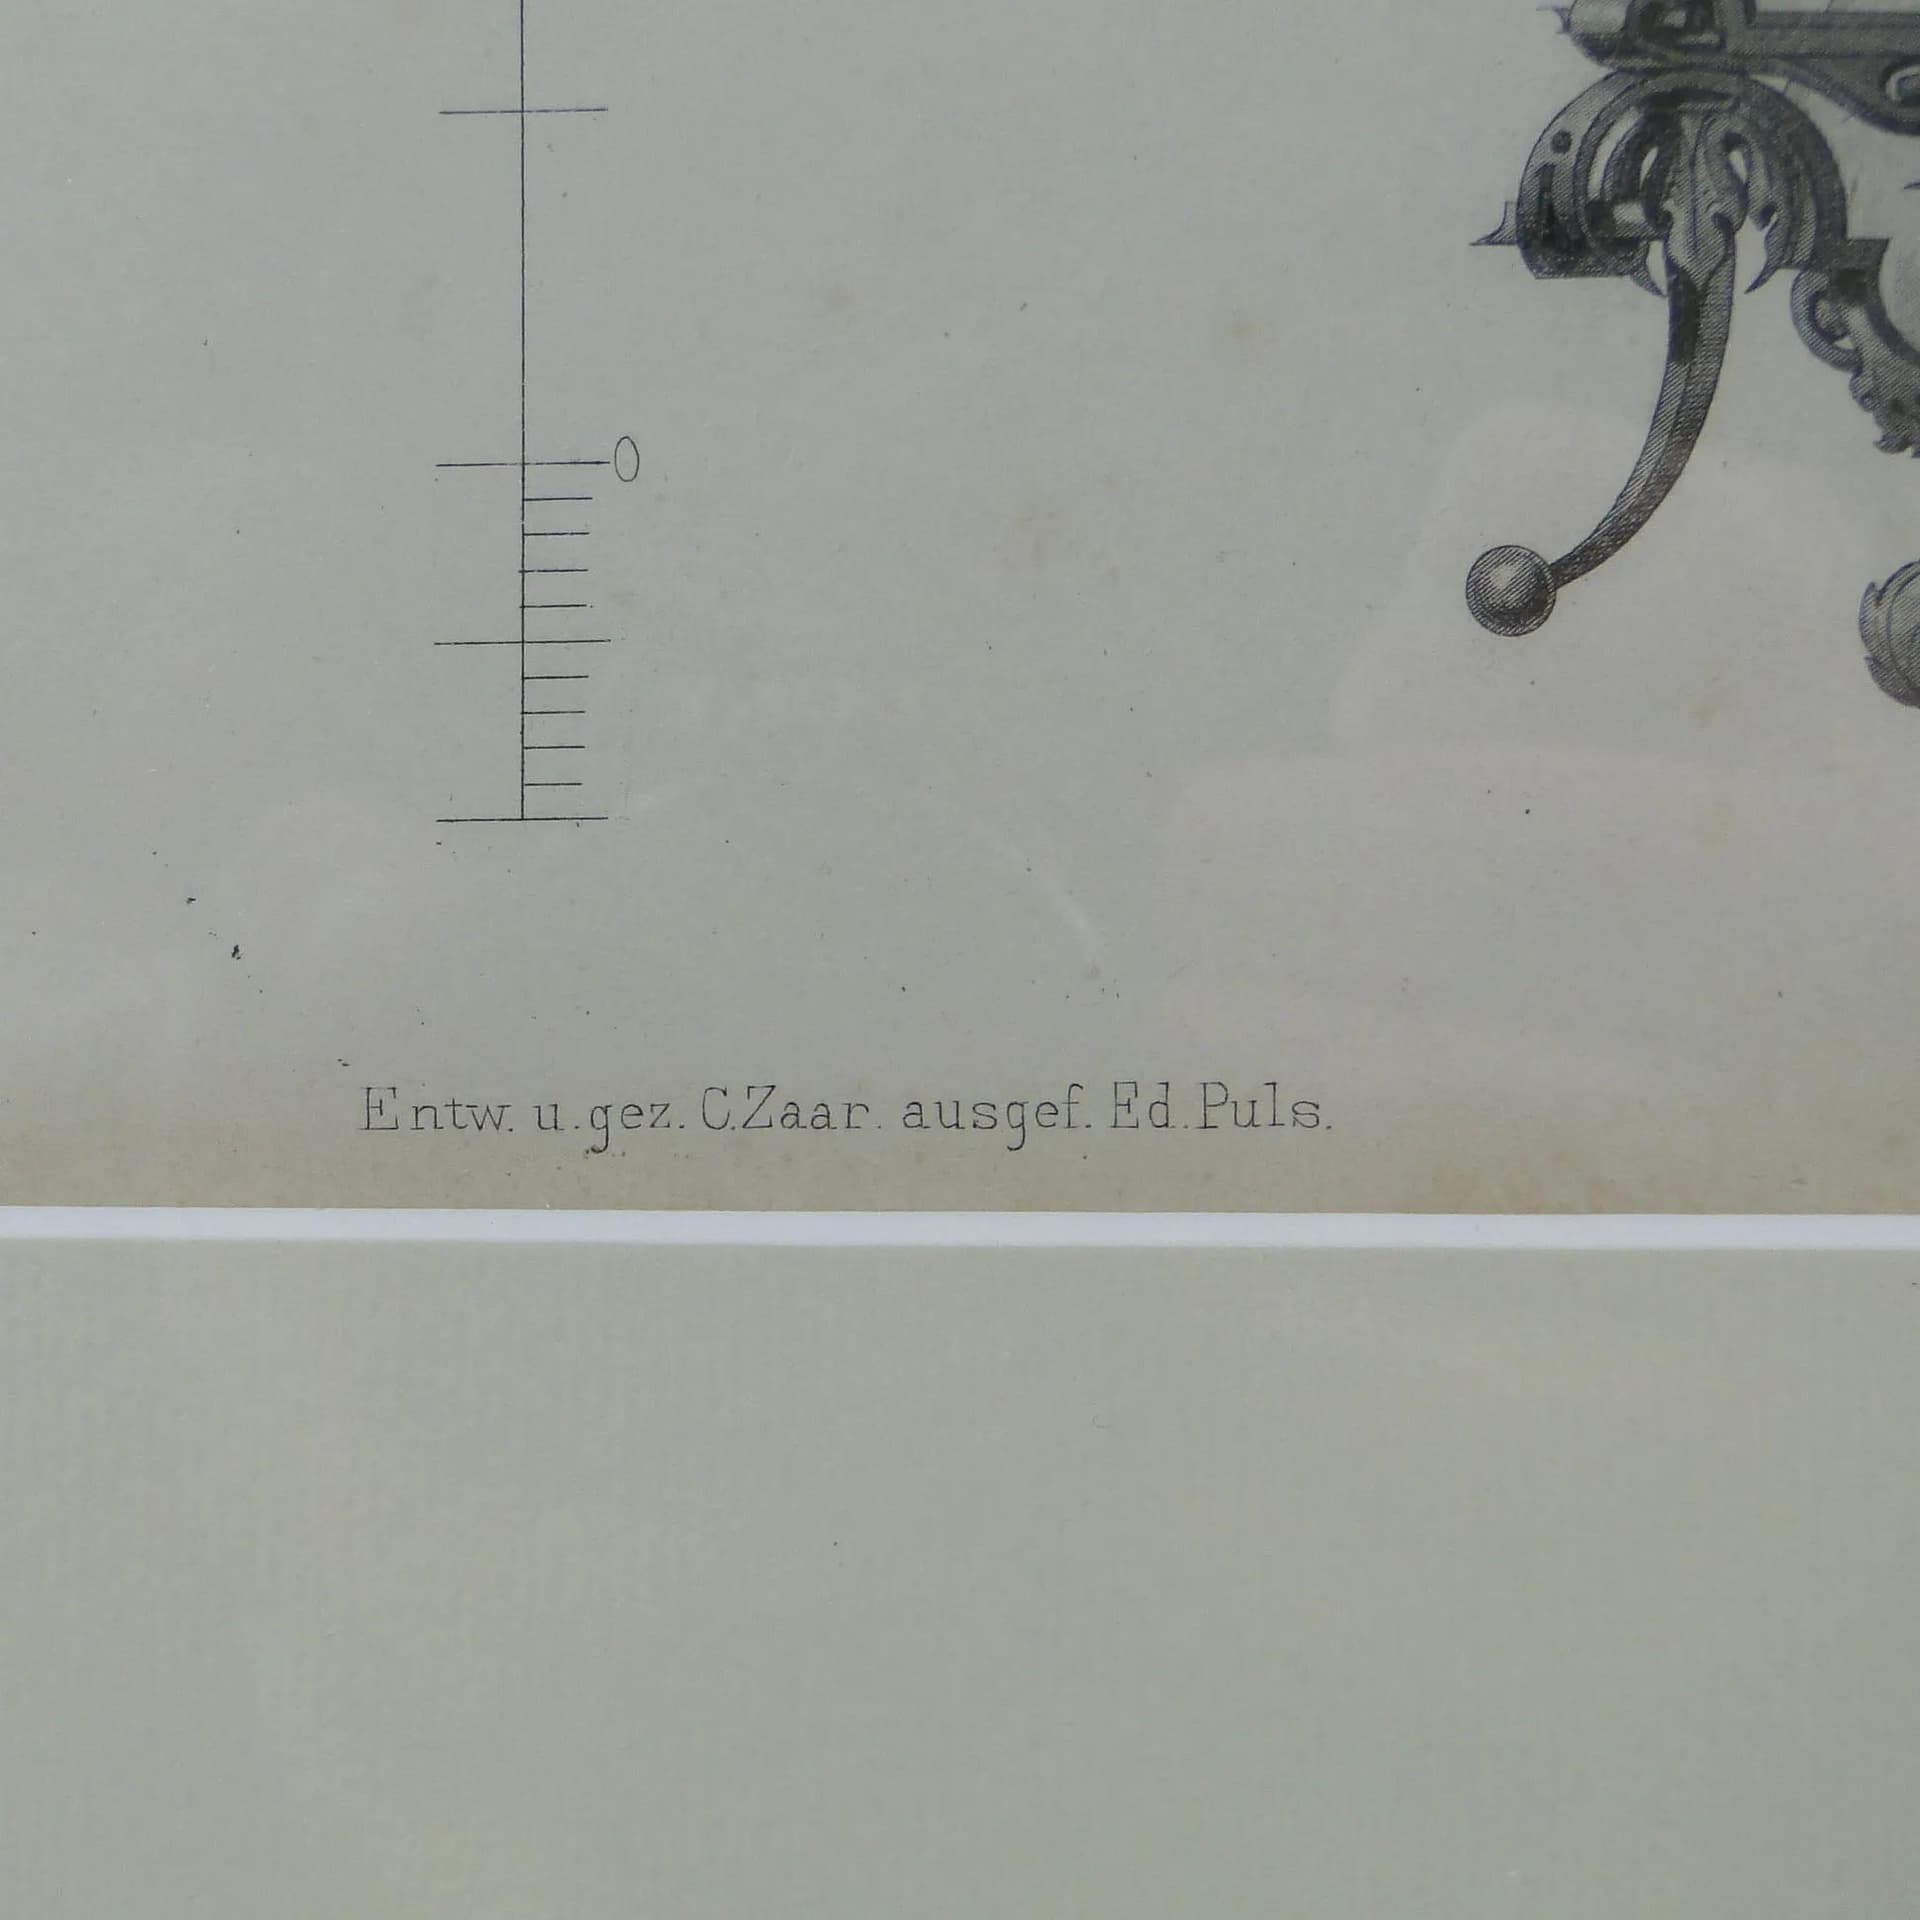 0
Entw. u. gez. C. Zaar. ausgef. Ed. Puls.